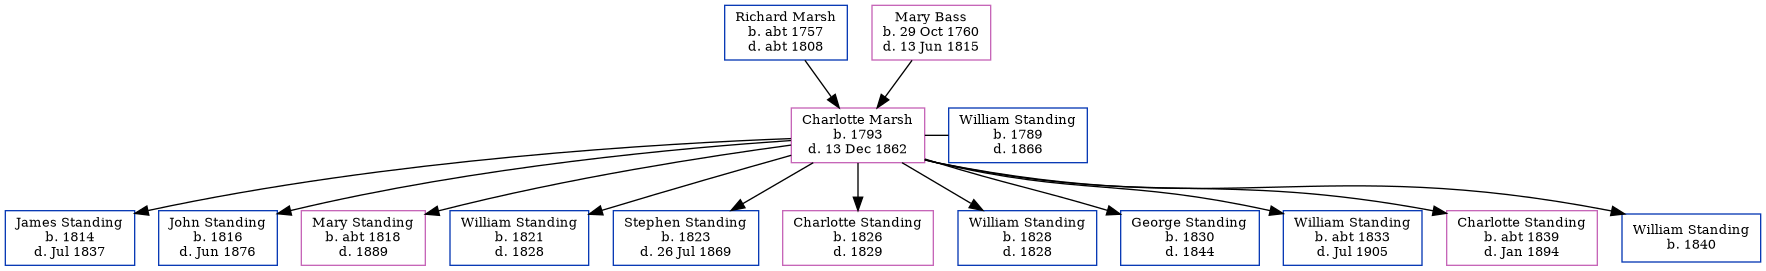 Richard Marsh
b. abt 1757
d. abt 1808
Mary Bass
b. 29 Oct 1760
d. 13 Jun 1815
Charlotte Marsh
b. 1793
d. 13 Dec 1862
William Standing
b. 1789
d. 1866
James Standing
b. 1814
d. Jul 1837
John Standing
b. 1816
d. Jun 1876
Mary Standing
b. abt 1818
d. 1889
William Standing
b. 1821
d. 1828
Stephen Standing
b. 1823
d. 26 Jul 1869
Charlotte Standing
b. 1826
d. 1829
William Standing
b. 1828
d. 1828
George Standing
b. 1830
d. 1844
William Standing
b. abt 1833
d. Jul 1905
Charlotte Standing
b. abt 1839
d. Jan 1894
William Standing
b. 1840